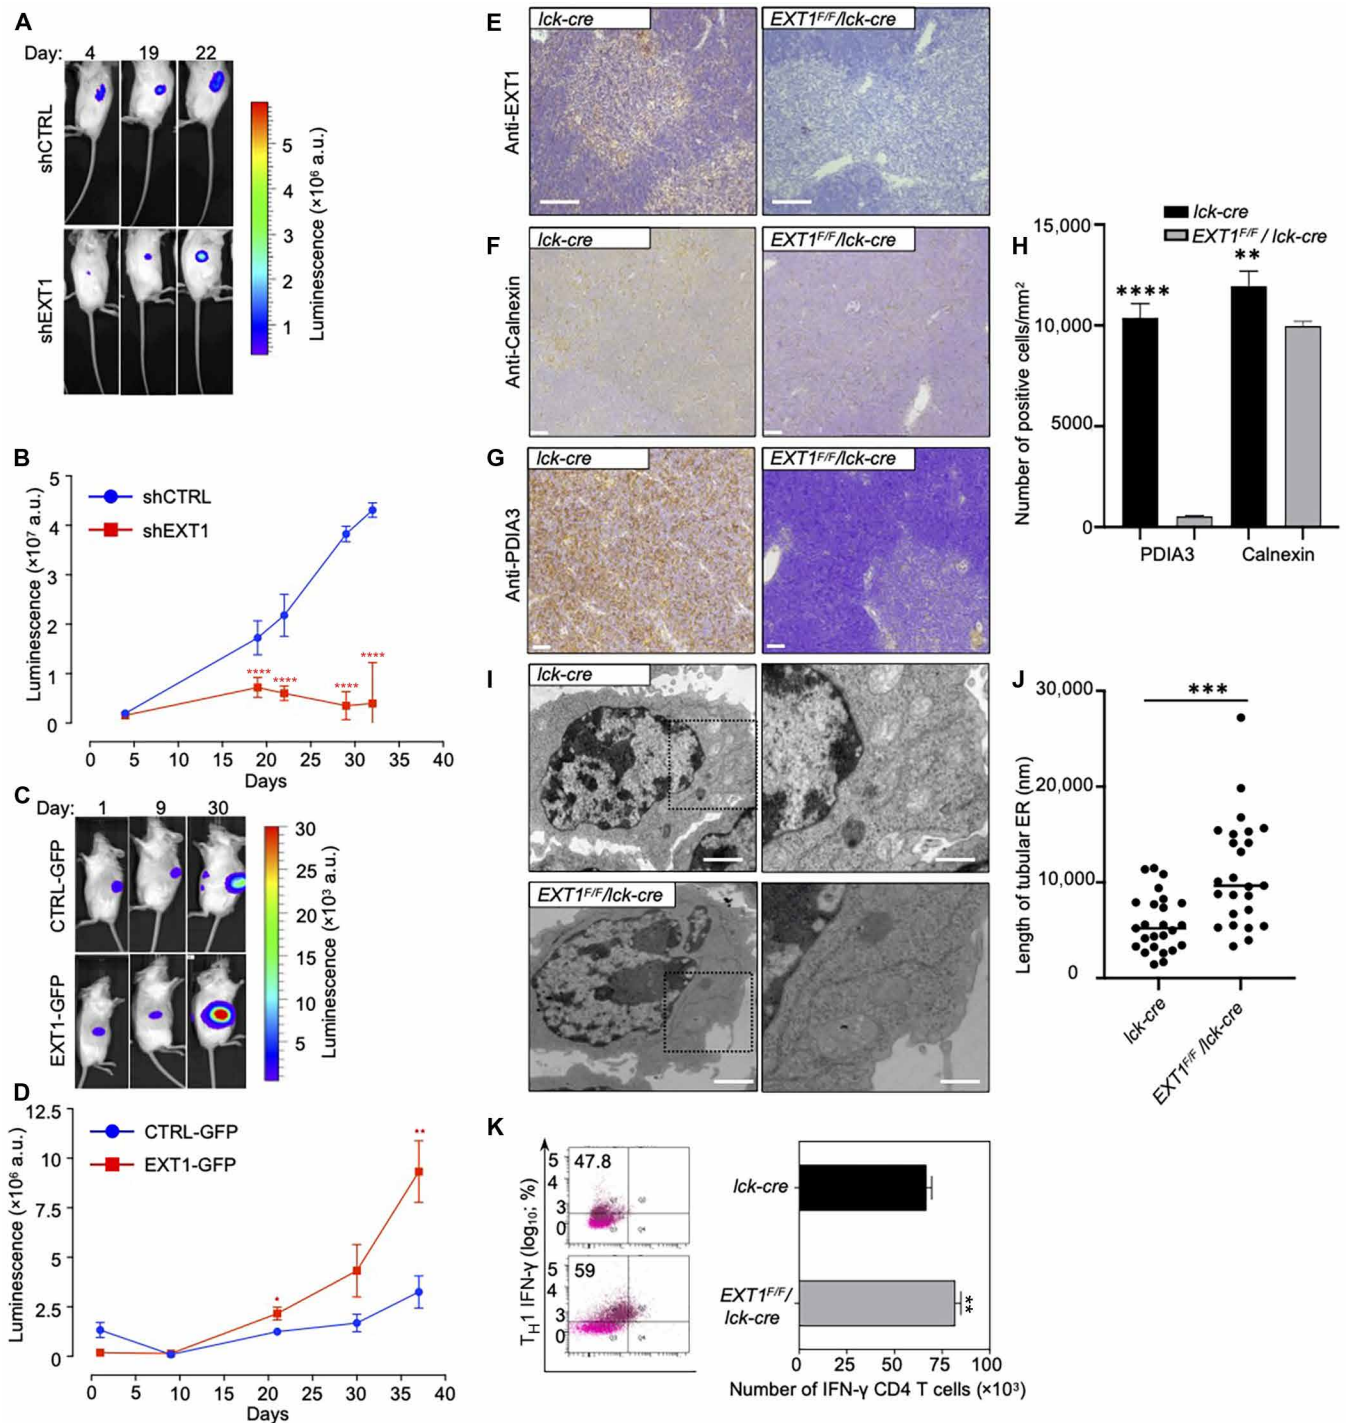 A
Day: 4 19 22
shCTRL
shEXT1
5
4
3
2
1
Luminescence (×10⁶ a.u.)
B
5
4
3
2
1
0
Luminescence (×10⁷ a.u.)
shCTRL
shEXT1
**** **** **** ****
0 5 10 15 20 25 30 35 40
Days
C
Day: 1 9 30
CTRL-GFP
EXT1-GFP
30
25
20
15
10
5
Luminescence (×10³ a.u.)
D
12.5
10
7.5
5
2.5
0
Luminescence (×10⁶ a.u.)
CTRL-GFP
EXT1-GFP
*
**
0 5 10 15 20 25 30 35 40
Days
E
lck-cre
EXT1F/F/lck-cre
Anti-EXT1
F
lck-cre
EXT1F/F/lck-cre
Anti-Calnexin
G
lck-cre
EXT1F/F/lck-cre
Anti-PDIA3
H
lck-cre
EXT1F/F / lck-cre
15,000
10,000
5000
0
Number of positive cells/mm²
****
**
PDIA3 Calnexin
I
lck-cre
EXT1F/F/lck-cre
J
30,000
20,000
10,000
0
Length of tubular ER (nm)
***
lck-cre
EXT1F/F /lck-cre
K
TH1 IFN-γ (log10; %)
5
4
3
0
47.8
Q3 Q4
5
4
3
0
59
Q3 Q4
lck-cre
EXT1F/F/
lck-cre
**
0 25 50 75 100
Number of IFN-γ CD4 T cells (×10³)